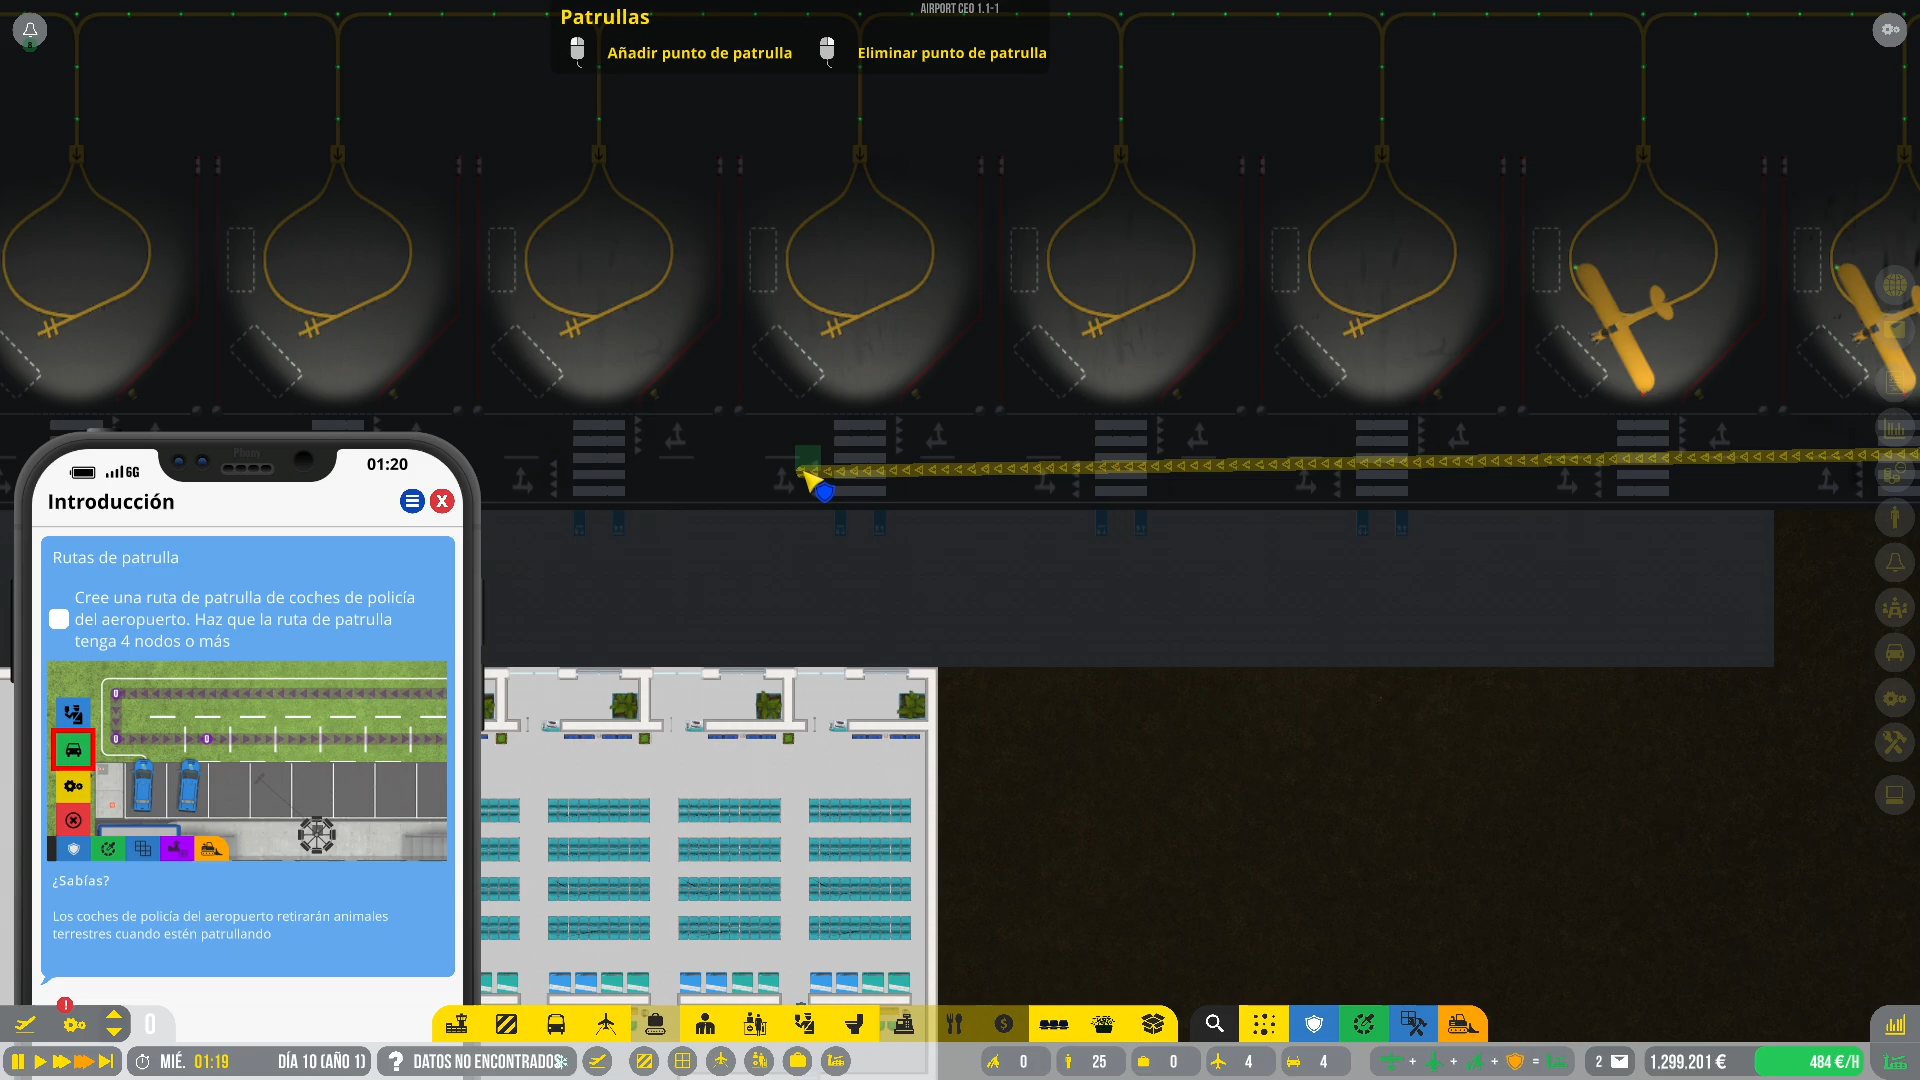 AIRPORT CEO 1.1-1
Patrullas
Añadir punto de patrulla
Eliminar punto de patrulla
Phony
6G
01:20
Introducción
Rutas de patrulla
Cree una ruta de patrulla de coches de policía
del aeropuerto. Haz que la ruta de patrulla
tenga 4 nodos o más
0
0
0
¿Sabías?
Los coches de policía del aeropuerto retirarán animales
terrestres cuando estén patrullando
0
MIÉ. 01:19
DÍA 10 (AÑO 1)
? DATOS NO ENCONTRADOS
0
25
0
4
4
+ + + =
2
1.299.201 €
484 €/H